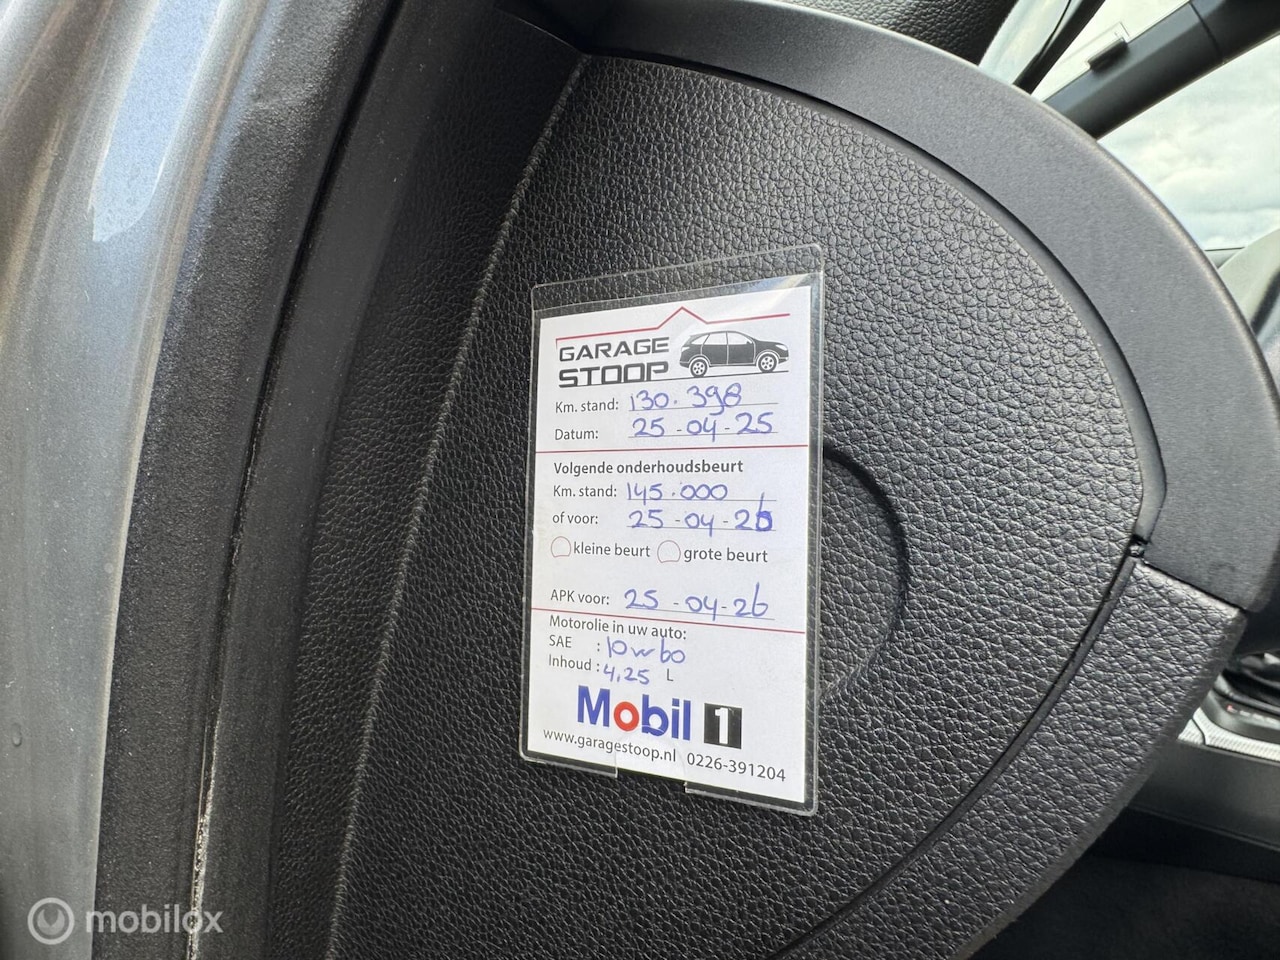 GARAGE
STOOP
Km. stand: 130.398
Datum: 25-04-25
Volgende onderhoudsbeurt
Km. stand: 145.000
of voor: 25-04-26
kleine beurt grote beurt
APK voor: 25-04-26
Motorolie in uw auto:
SAE : 10w60
Inhoud : 4,25 L
Mobil 1
www.garagestoop.nl 0226-391204
mobilox